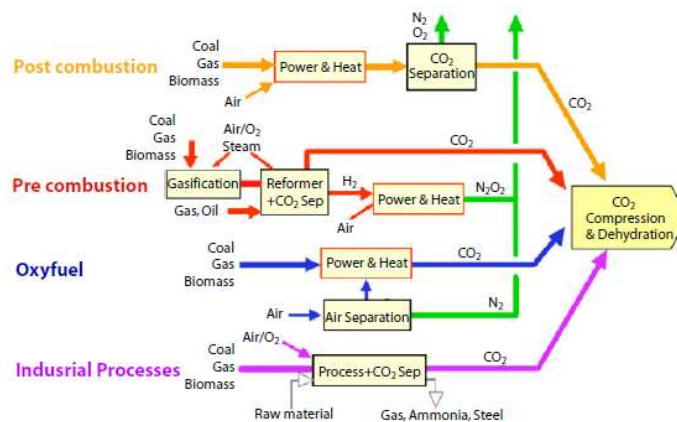 N₂
O₂
Post combustion
Coal
Gas
Biomass
Power & Heat
CO₂
Separation
Air
CO₂
Pre combustion
Coal
Gas
Biomass
Air/O₂
Steam
CO₂
Gasification
Reformer
+CO₂ Sep
H₂
Power & Heat
N₂O₂
Gas, Oil
Air
CO₂
Compression
& Dehydration
Oxyfuel
Coal
Gas
Biomass
Power & Heat
CO₂
Air
Air Separation
N₂
Indusrial Processes
Coal
Gas
Biomass
Air/O₂
Process+CO₂ Sep
CO₂
Raw material
Gas, Ammonia, Steel